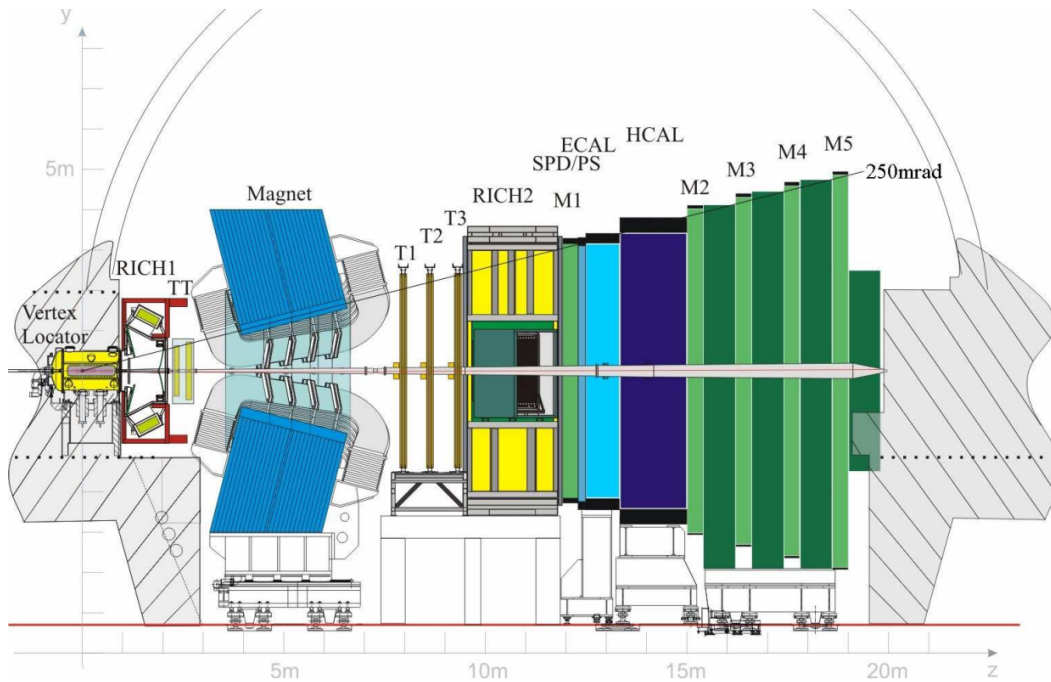 y
5m
Magnet
RICH1
TT
Vertex
Locator
T1
T2
T3
RICH2
M1
SPD/PS
ECAL
HCAL
M2
M3
M4
M5
250mrad
5m
10m
15m
20m
z